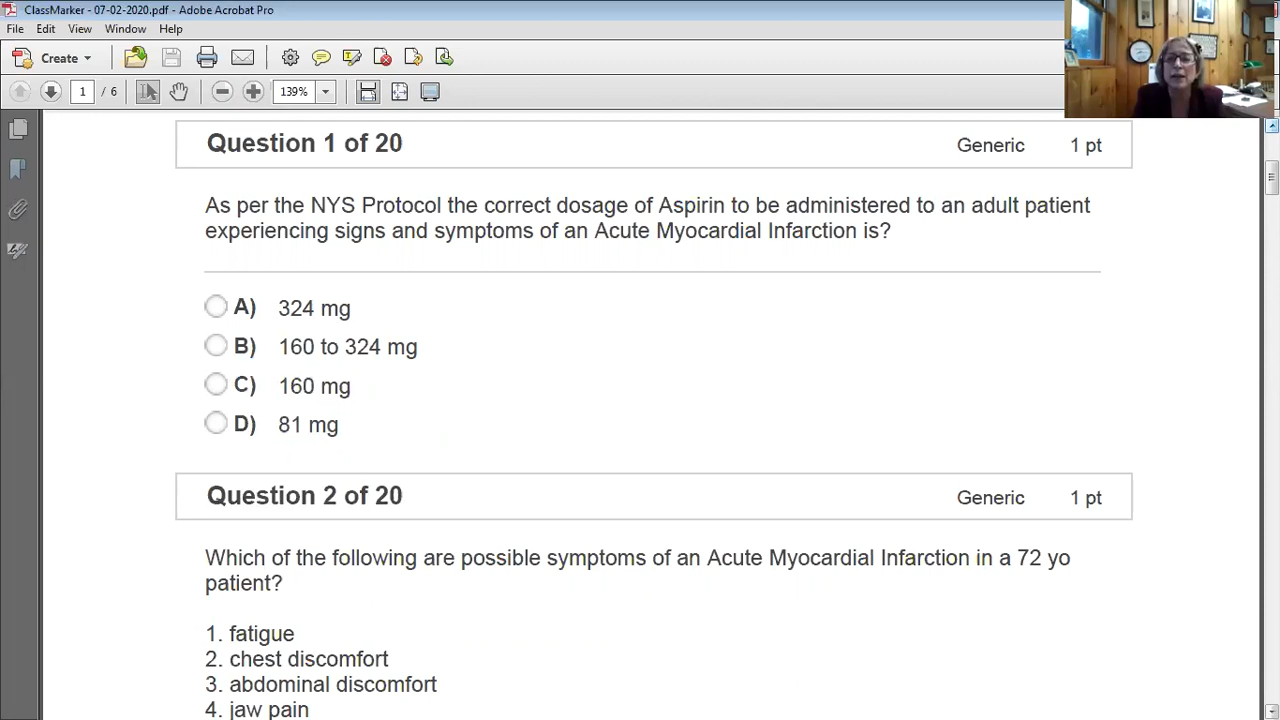 ClassMarker - 07-02-2020.pdf - Adobe Acrobat Pro
File Edit View Window Help
Create
1 / 6 139%
Question 1 of 20 Generic 1 pt
As per the NYS Protocol the correct dosage of Aspirin to be administered to an adult patient
experiencing signs and symptoms of an Acute Myocardial Infarction is?
A) 324 mg
B) 160 to 324 mg
C) 160 mg
D) 81 mg
Question 2 of 20 Generic 1 pt
Which of the following are possible symptoms of an Acute Myocardial Infarction in a 72 yo
patient?
1. fatigue
2. chest discomfort
3. abdominal discomfort
4. jaw pain